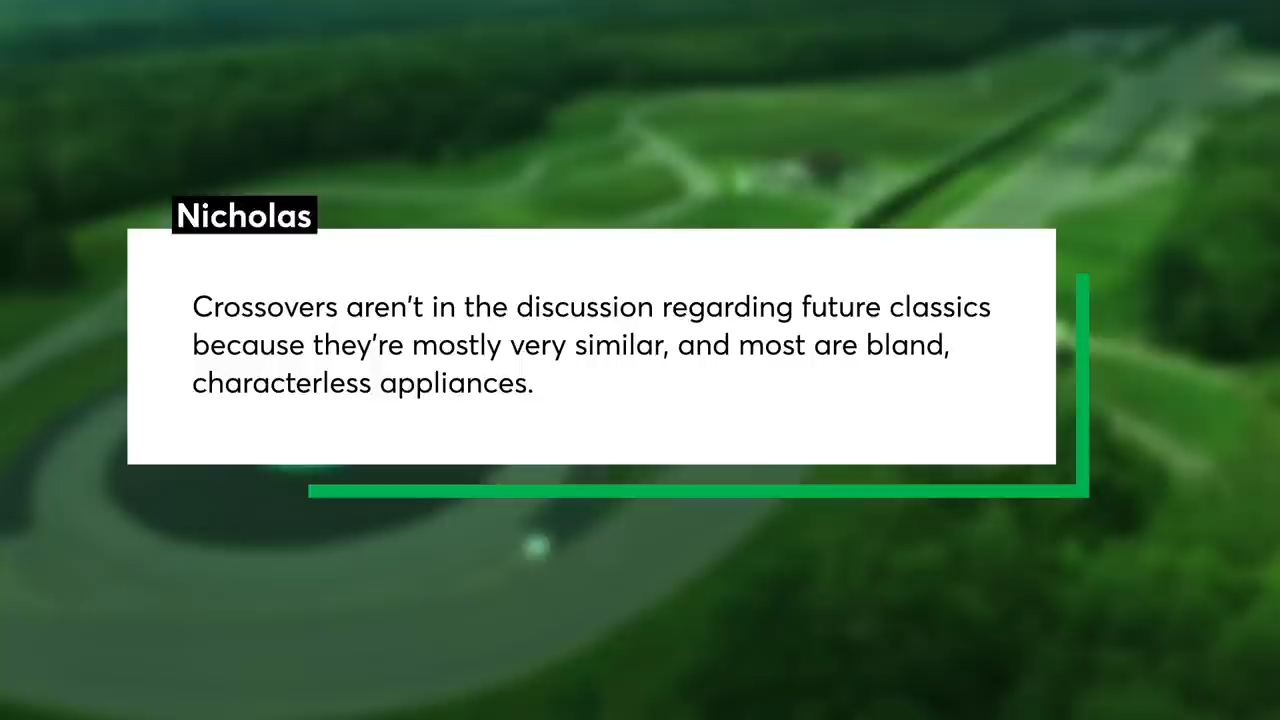 Nicholas
Crossovers aren't in the discussion regarding future classics
because they're mostly very similar, and most are bland,
characterless appliances.